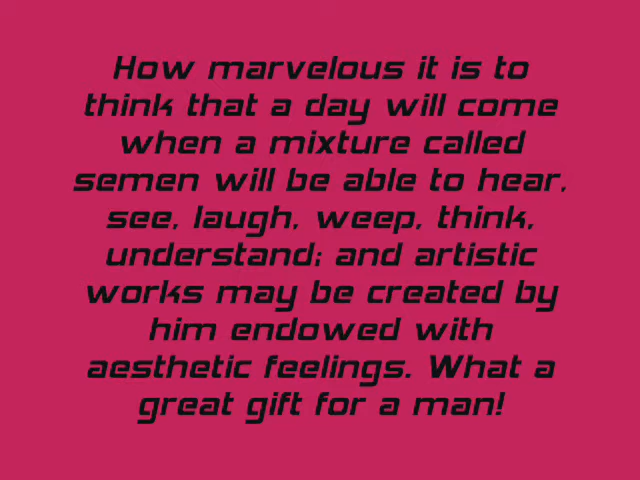 How marvelous it is to
think that a day will come
when a mixture called
semen will be able to hear,
see, laugh, weep, think,
understand; and artistic
works may be created by
him endowed with
aesthetic feelings. What a
great gift for a man!